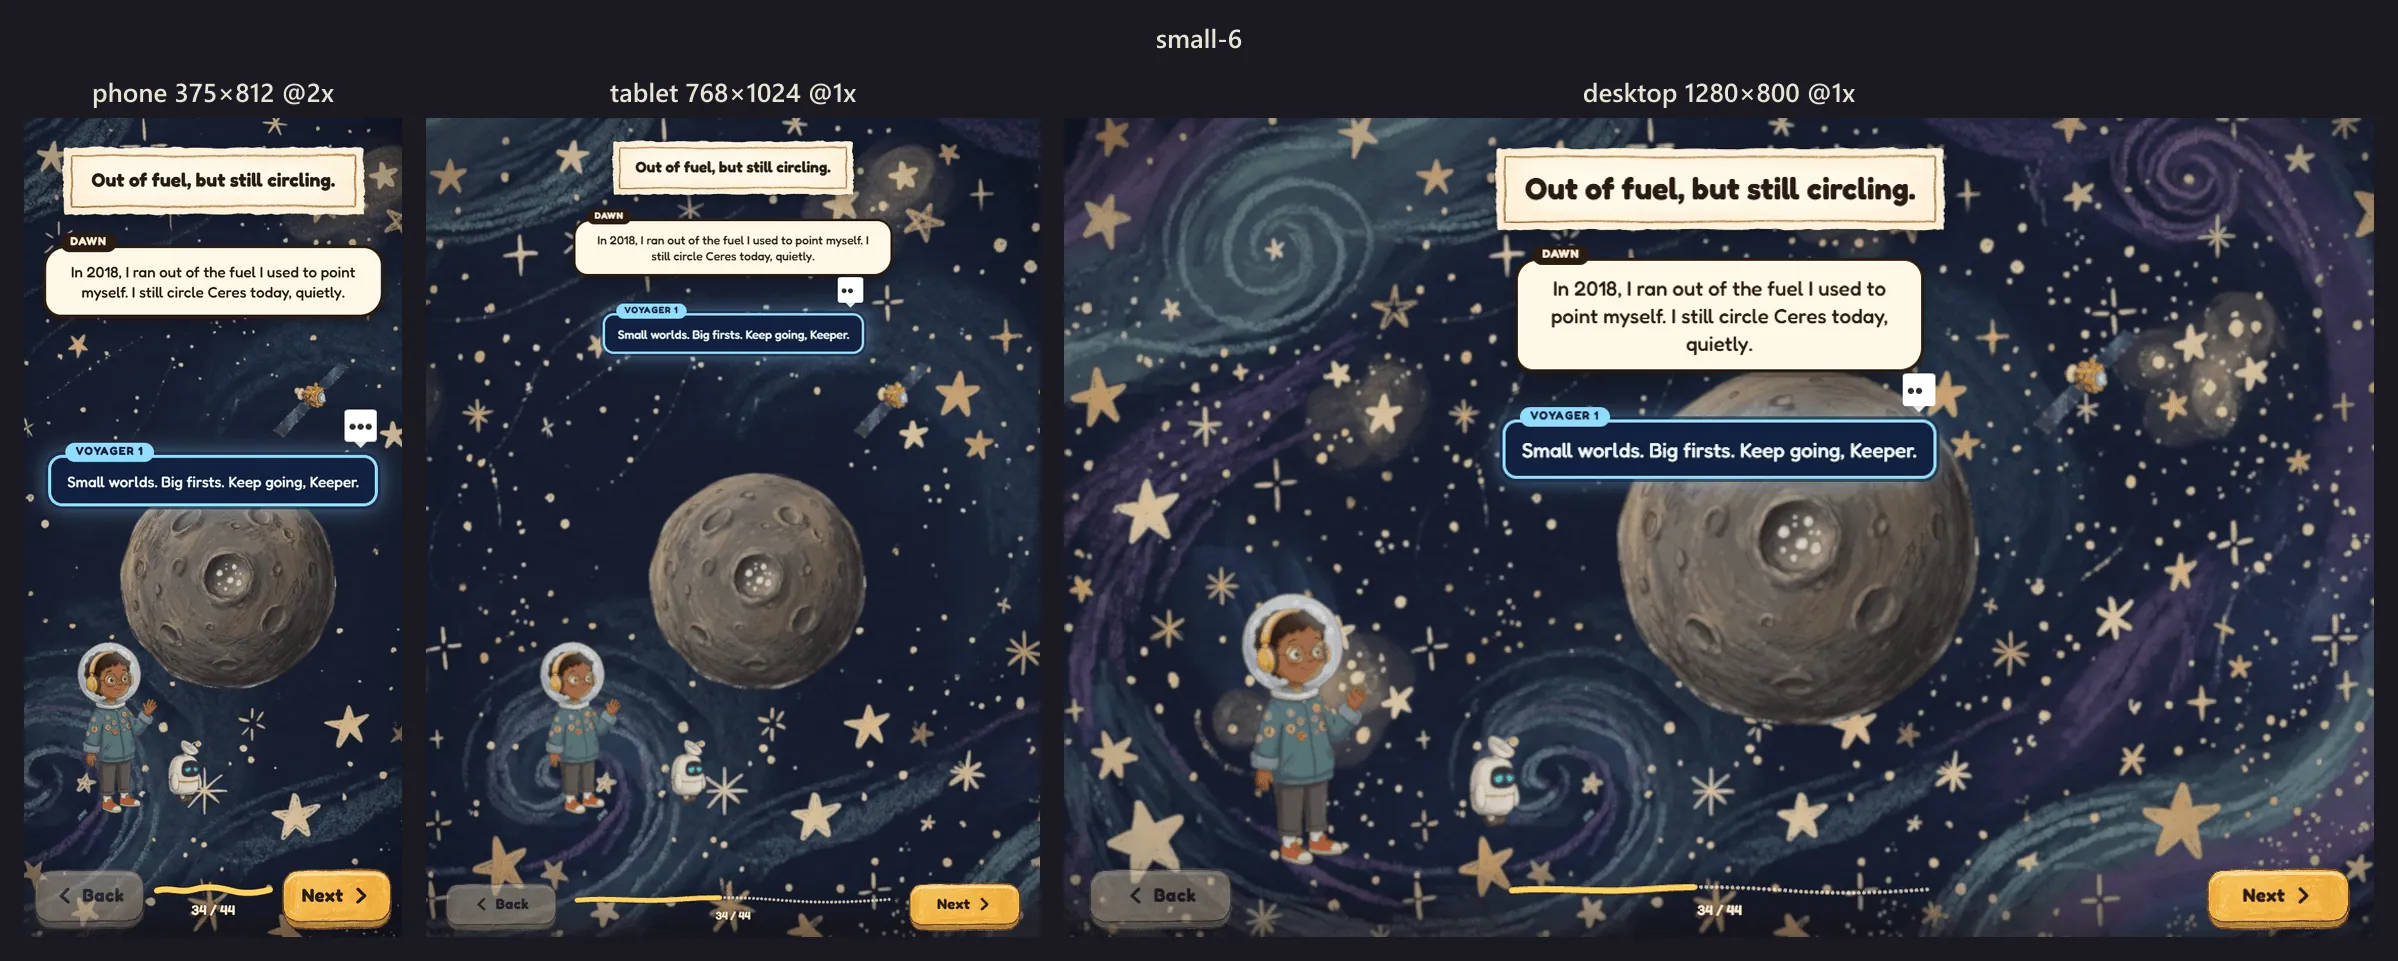 small-6
phone 375×812 @2x
Out of fuel, but still circling.
DAWN
In 2018, I ran out of the fuel I used to point
myself. I still circle Ceres today, quietly.
VOYAGER 1
Small worlds. Big firsts. Keep going, Keeper.
Back
34 / 44
Next
tablet 768×1024 @1x
Out of fuel, but still circling.
DAWN
In 2018, I ran out of the fuel I used to point myself. I
still circle Ceres today, quietly.
VOYAGER 1
Small worlds. Big firsts. Keep going, Keeper.
Back
34 / 44
Next
desktop 1280×800 @1x
Out of fuel, but still circling.
DAWN
In 2018, I ran out of the fuel I used to
point myself. I still circle Ceres today,
quietly.
VOYAGER 1
Small worlds. Big firsts. Keep going, Keeper.
Back
34 / 44
Next